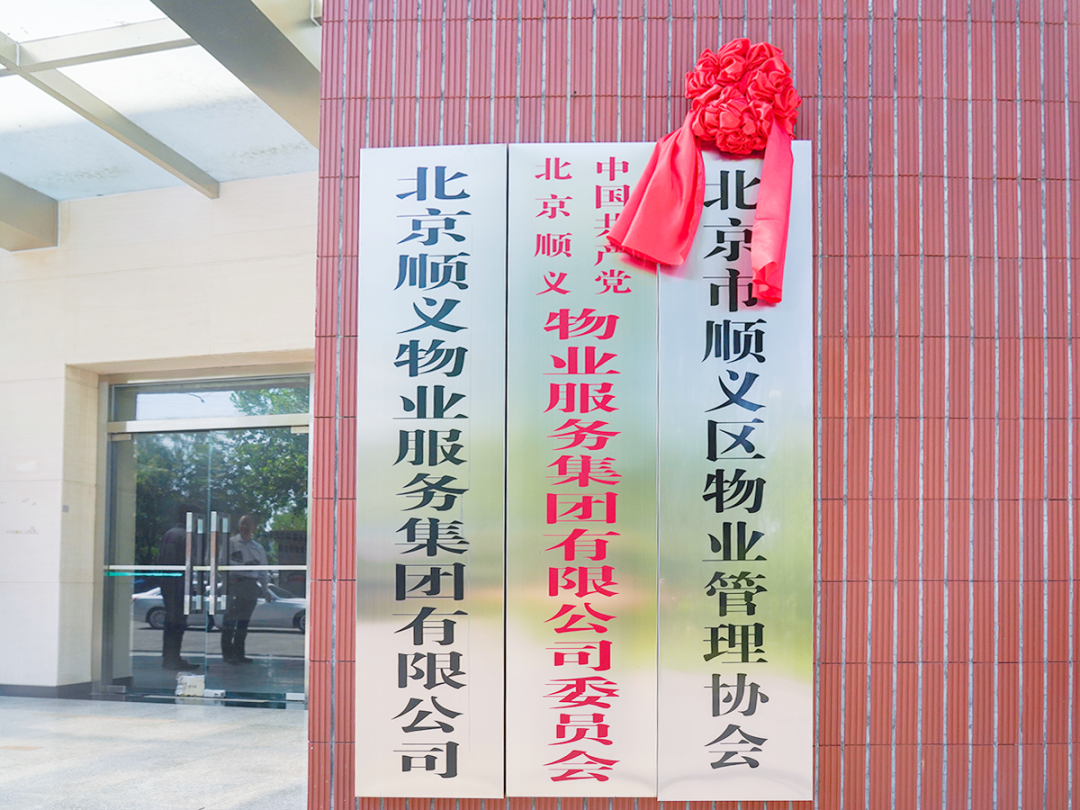 北京顺义物业服务集团有限公司
中国共产党
北京顺义
物业服务集团有限公司委员会
北京市顺义区物业管理协会